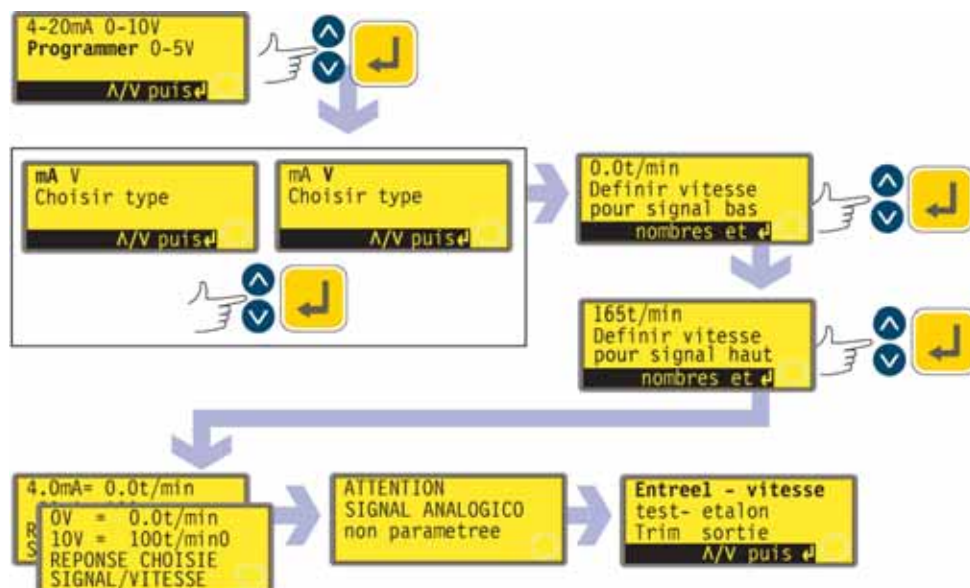 4-20mA 0-10V
Programmer 0-5V
Λ/V puis↲
mA V
Choisir type
Λ/V puis↲
mA V
Choisir type
Λ/V puis↲
0.0t/min
Definir vitesse
pour signal bas
nombres et ↲
165t/min
Definir vitesse
pour signal haut
nombres et ↲
4.0mA= 0.0t/min
R
S
0V = 0.0t/min
10V = 100t/min0
REPONSE CHOISIE
SIGNAL/VITESSE
ATTENTION
SIGNAL ANALOGICO
non parametree
Entree1 - vitesse
test- etalon
Trim sortie
Λ/V puis ↲